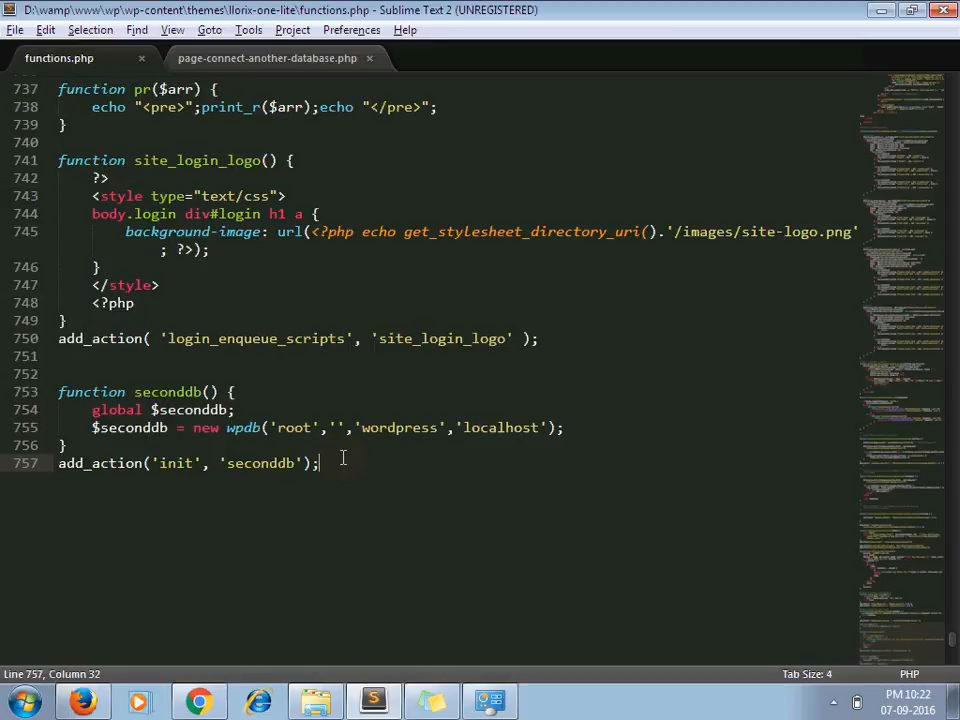 D:\wamp\www\wp\wp-content\themes\llorix-one-lite\functions.php - Sublime Text 2 (UNREGISTERED)
File Edit Selection Find View Goto Tools Project Preferences Help
functions.php × page-connect-another-database.php ×
737 function pr($arr) {
738 echo "<pre>";print_r($arr);echo "</pre>";
739 }
740
741 function site_login_logo() {
742 ?>
743 <style type="text/css">
744 body.login div#login h1 a {
745 background-image: url(<?php echo get_stylesheet_directory_uri().'/images/site-logo.png'
; ?>);
746 }
747 </style>
748 <?php
749 }
750 add_action( 'login_enqueue_scripts', 'site_login_logo' );
751
752
753 function seconddb() {
754 global $seconddb;
755 $seconddb = new wpdb('root','','wordpress','localhost');
756 }
757 add_action('init', 'seconddb');
Line 757, Column 32 Tab Size: 4 PHP
PM 10:22
07-09-2016